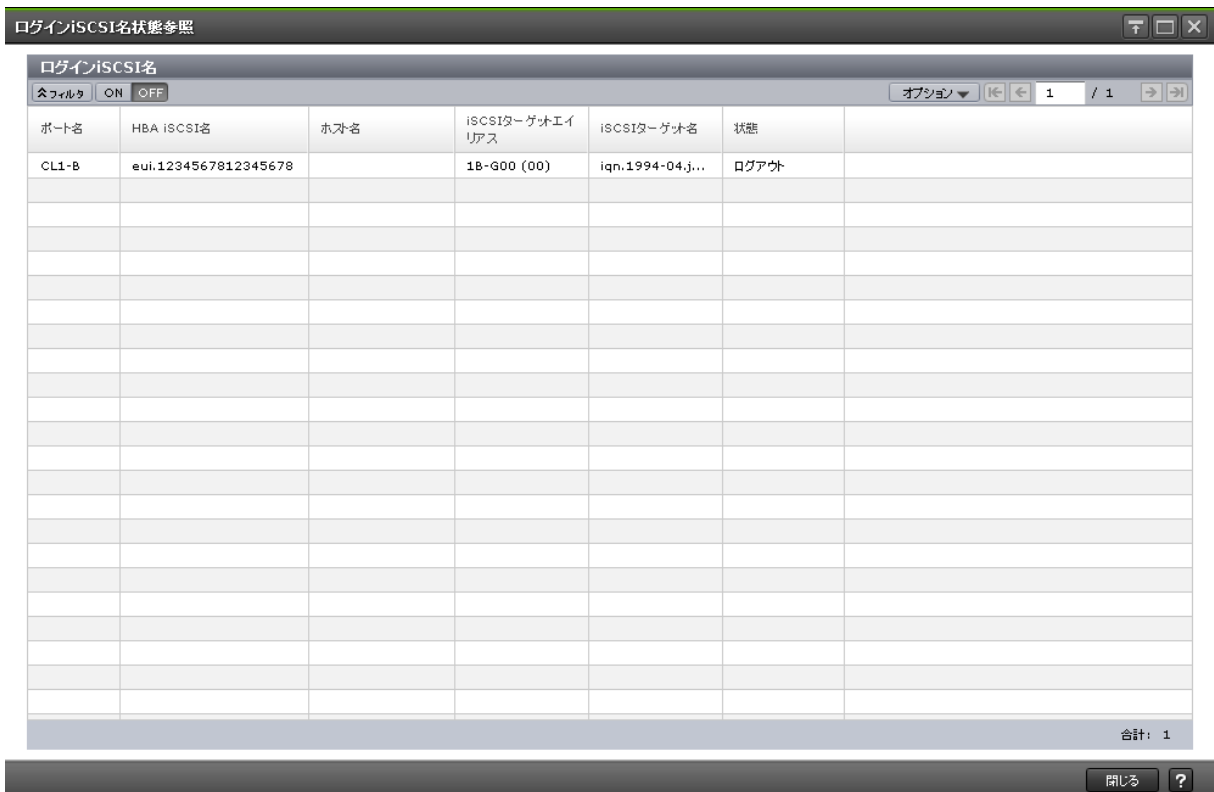 ログインiSCSI名状態参照
ログインiSCSI名
フィルタ ON OFF オプション 1 / 1
ポート名 HBA iSCSI名 ホスト名 iSCSIターゲットエイ iSCSIターゲット名 状態
リアス
CL1-B eui.1234567812345678 1B-G00 (00) iqn.1994-04.j... ログアウト
合計: 1
閉じる ?